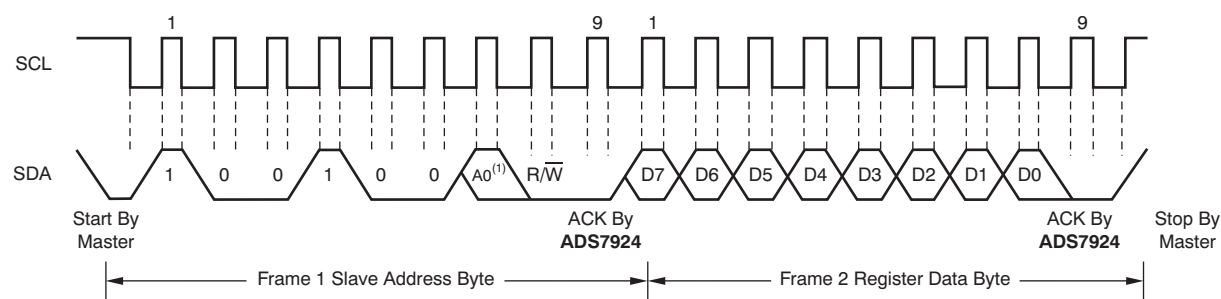 1 9 1 9
SCL
SDA
1 0 0 1 0 0 A0(1) R/W D7 D6 D5 D4 D3 D2 D1 D0
Start By
Master
ACK By
ADS7924
ACK By
ADS7924
Stop By
Master
Frame 1 Slave Address Byte
Frame 2 Register Data Byte